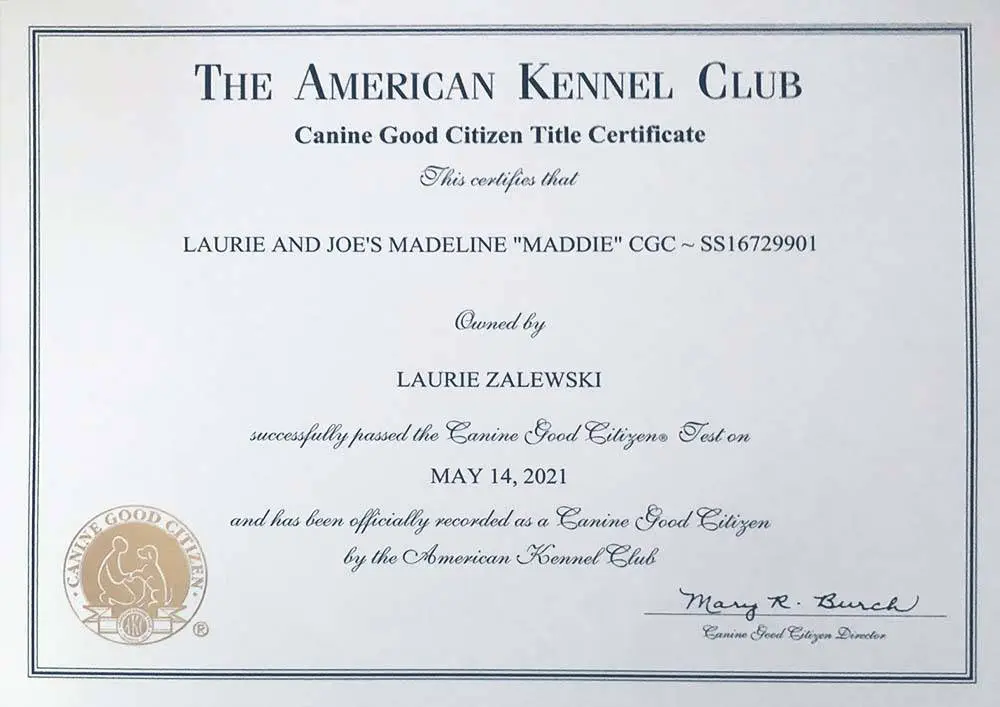 THE AMERICAN KENNEL CLUB
Canine Good Citizen Title Certificate
This certifies that
LAURIE AND JOE'S MADELINE "MADDIE" CGC ~ SS16729901
Owned by
LAURIE ZALEWSKI
successfully passed the Canine Good Citizen® Test on
MAY 14, 2021
and has been officially recorded as a Canine Good Citizen
by the American Kennel Club
CANINE GOOD CITIZEN
AKC
®
Mary R. Burch
Canine Good Citizen Director